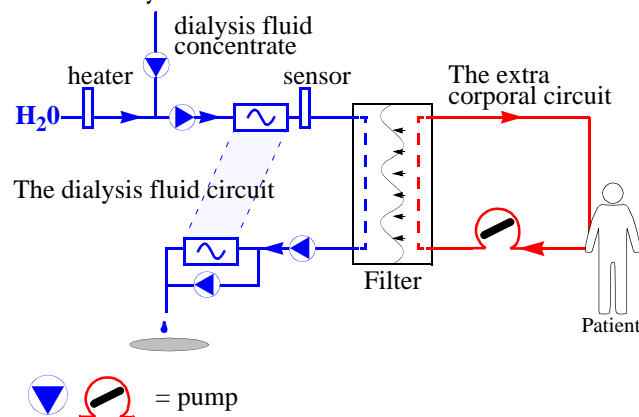 dialysis fluid
concentrate
heater
sensor
The extra
corporal circuit
H20
The dialysis fluid circuit
Filter
Patient
= pump